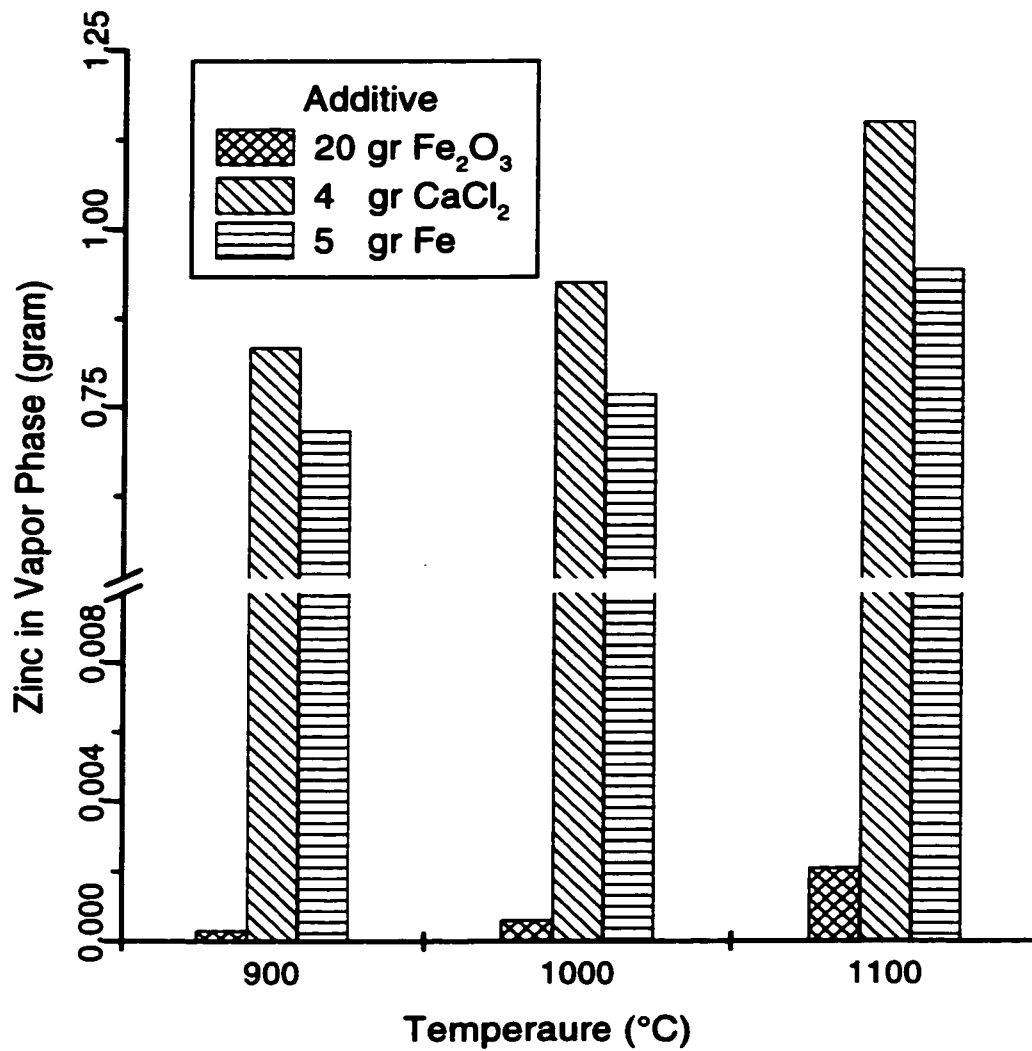 1,25
1,00
0,75
0,008
0,004
0,000
Zinc in Vapor Phase (gram)
Additive
20 gr Fe₂O₃
4 gr CaCl₂
5 gr Fe
900
1000
1100
Temperaure (°C)